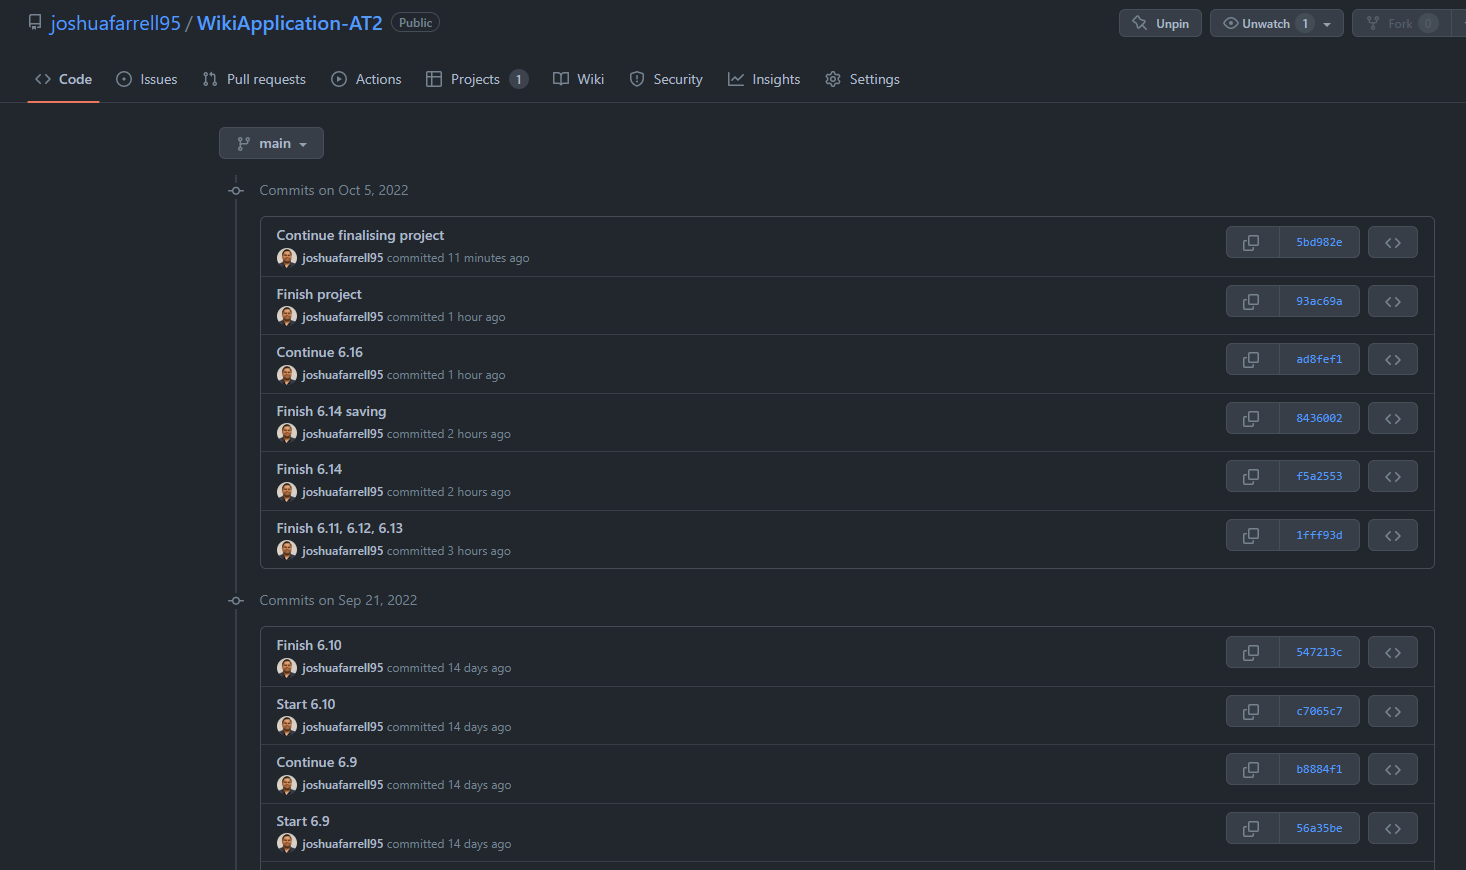 joshuafarrell95 / WikiApplication-AT2 Public
Unpin Unwatch 1 Fork 0
Code Issues Pull requests Actions Projects 1 Wiki Security Insights Settings
main
Commits on Oct 5, 2022
Continue finalising project
joshuafarrell95 committed 11 minutes ago
5bd982e
Finish project
joshuafarrell95 committed 1 hour ago
93ac69a
Continue 6.16
joshuafarrell95 committed 1 hour ago
ad8fef1
Finish 6.14 saving
joshuafarrell95 committed 2 hours ago
8436002
Finish 6.14
joshuafarrell95 committed 2 hours ago
f5a2553
Finish 6.11, 6.12, 6.13
joshuafarrell95 committed 3 hours ago
1fff93d
Commits on Sep 21, 2022
Finish 6.10
joshuafarrell95 committed 14 days ago
547213c
Start 6.10
joshuafarrell95 committed 14 days ago
c7065c7
Continue 6.9
joshuafarrell95 committed 14 days ago
b8884f1
Start 6.9
joshuafarrell95 committed 14 days ago
56a35be